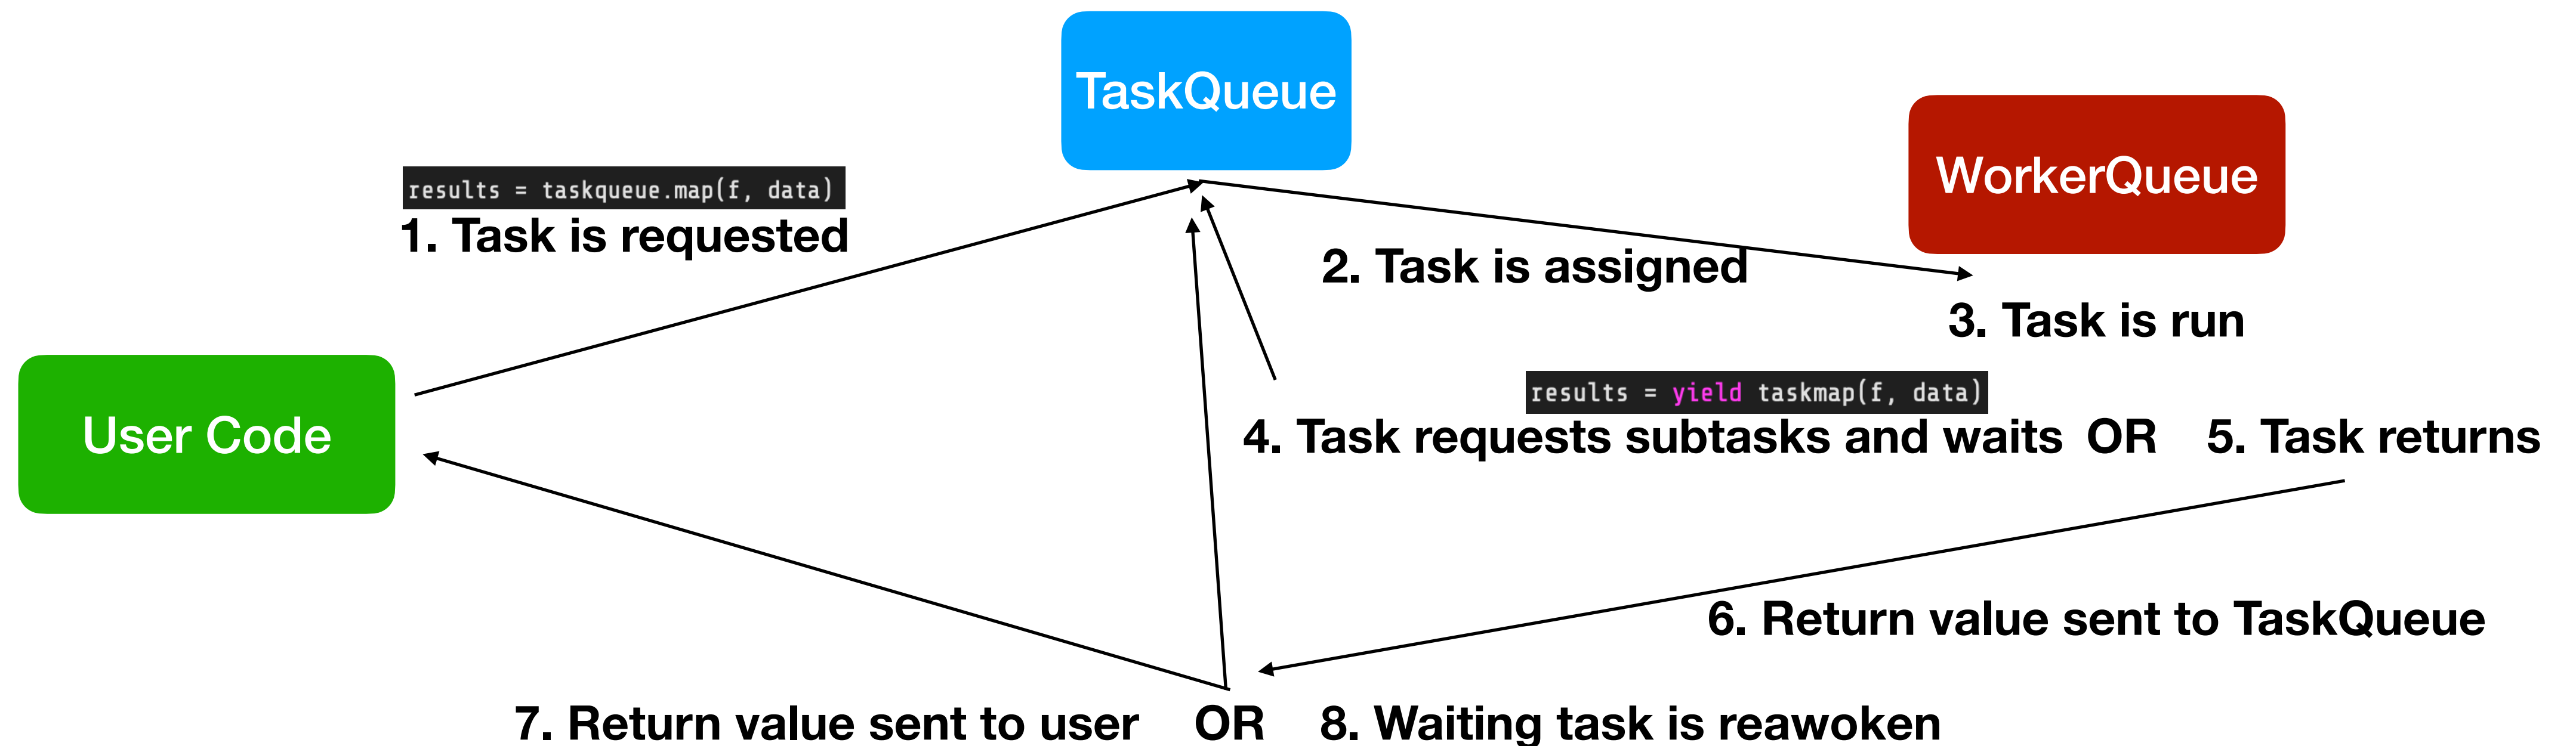 TaskQueue
WorkerQueue
results = taskqueue.map(f, data)
1. Task is requested
2. Task is assigned
3. Task is run
User Code
results = yield taskmap(f, data)
4. Task requests subtasks and waits OR 5. Task returns
6. Return value sent to TaskQueue
7. Return value sent to user OR 8. Waiting task is reawoken